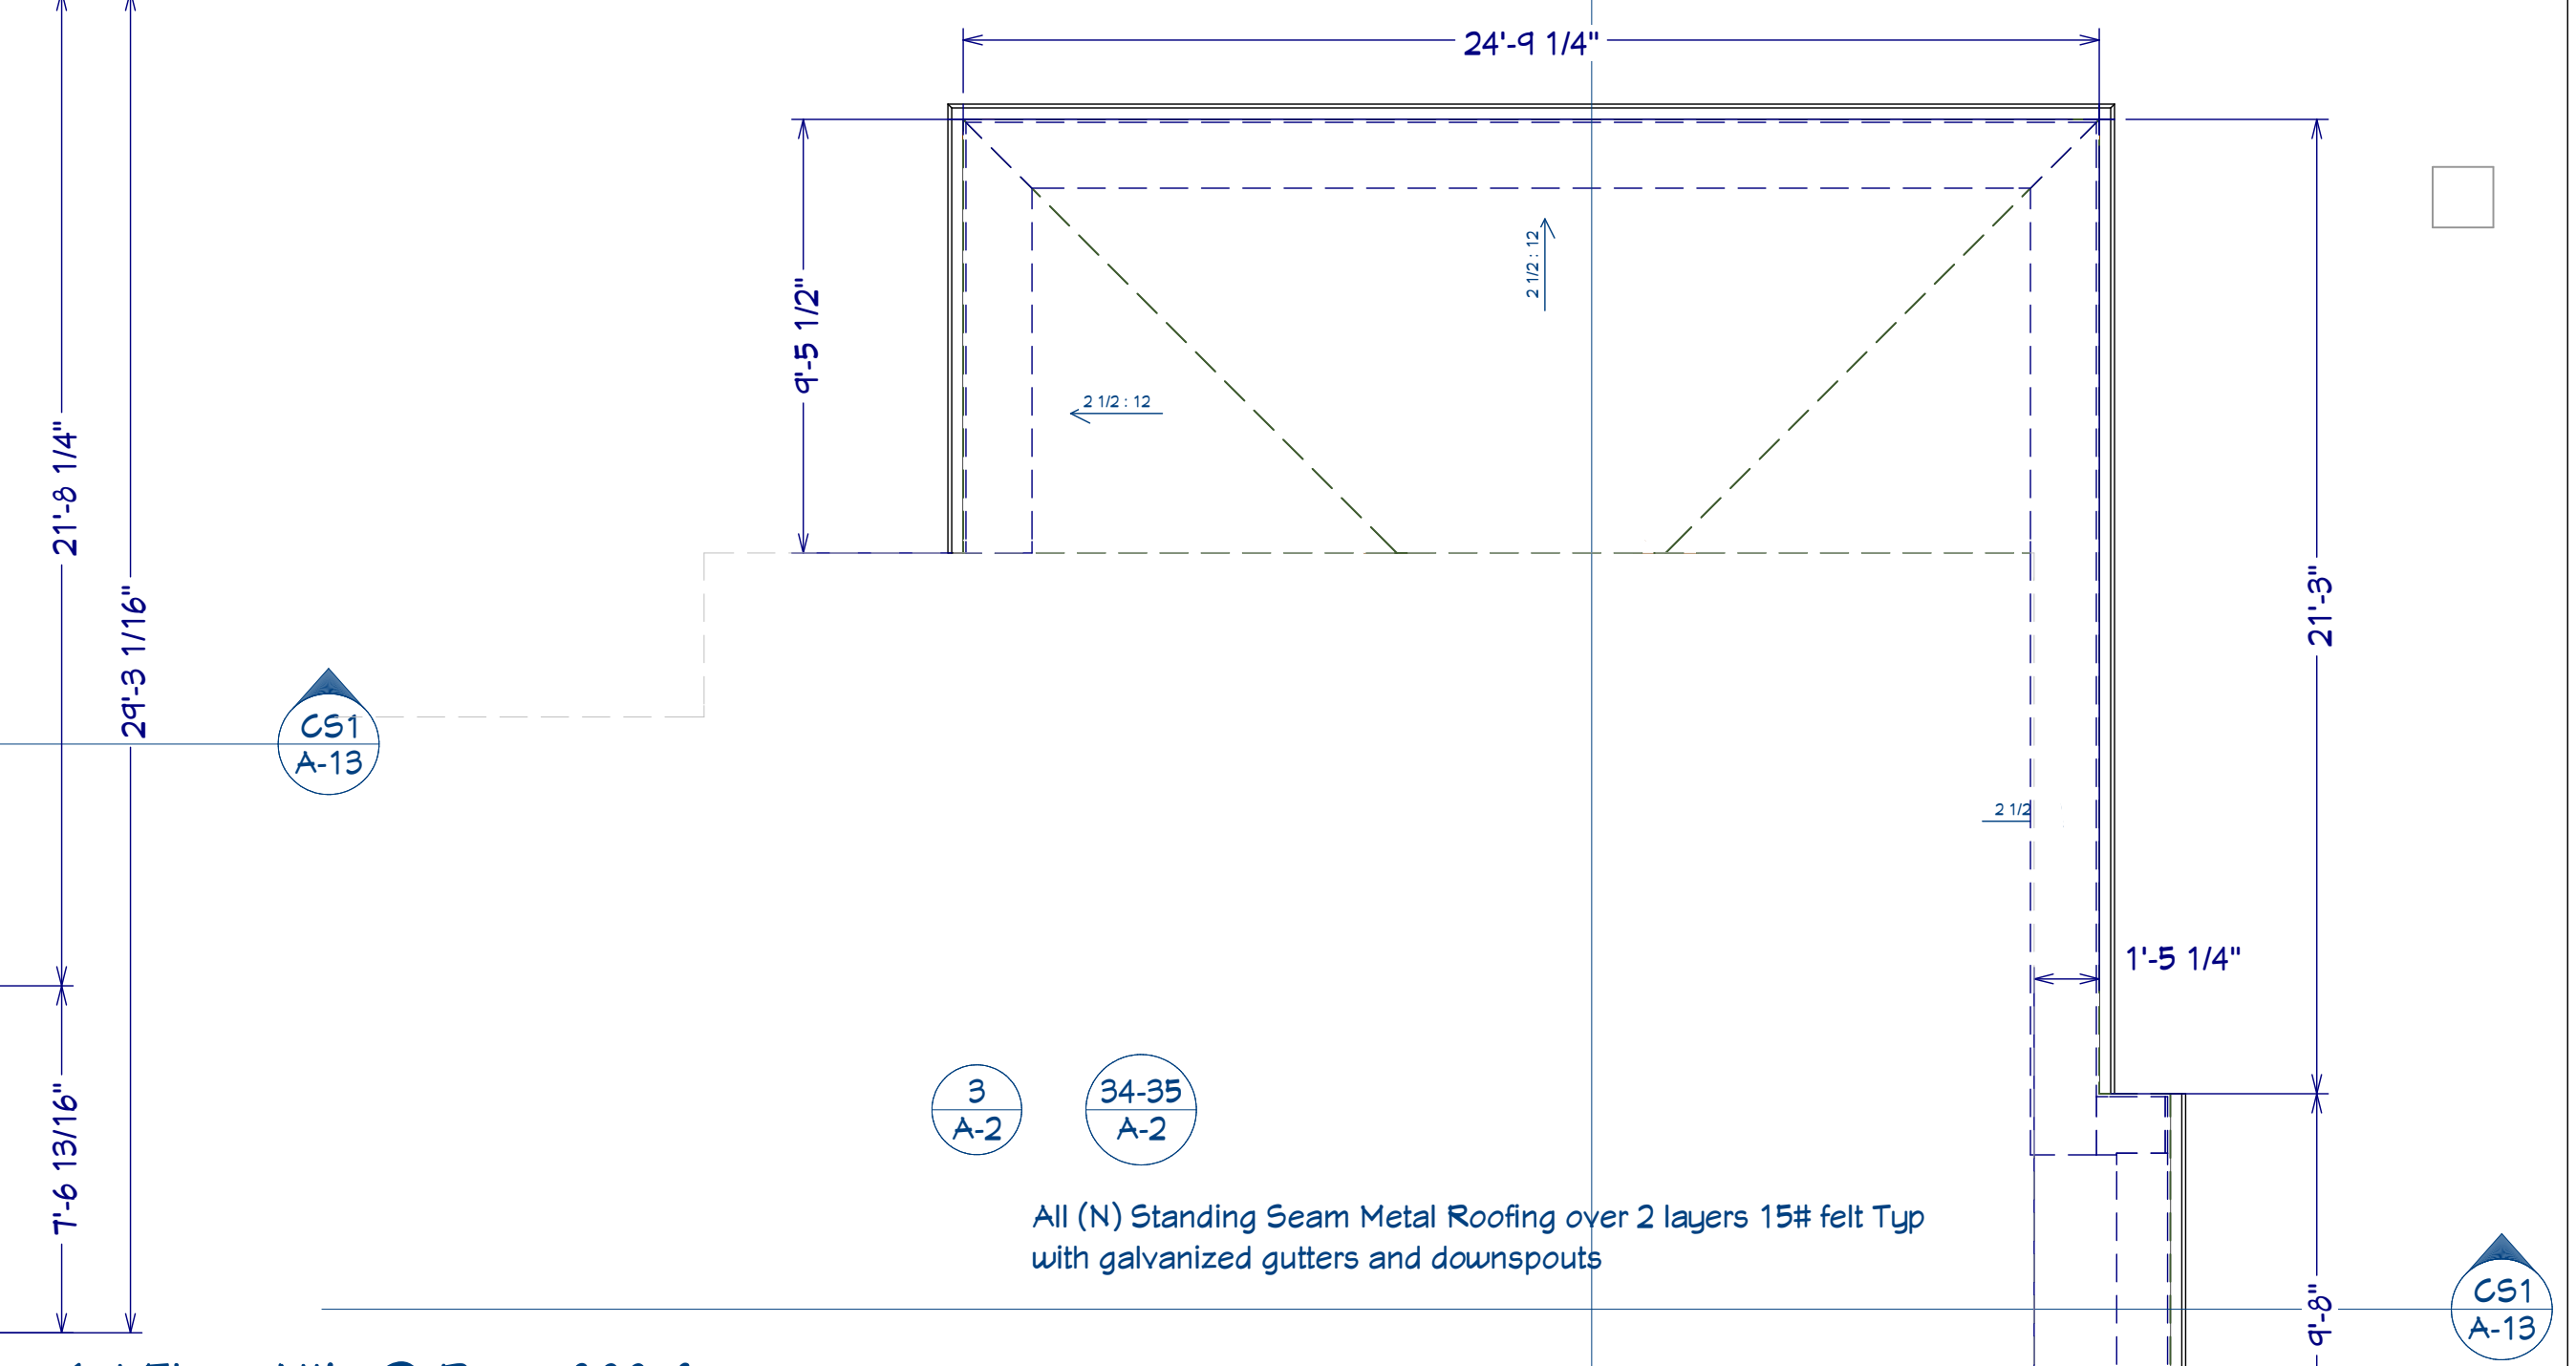 24'-9 1/4"
9'-5 1/2"
2 1/2 : 12
2 1/2 : 12
21'-8 1/4"
29'-3 1/16"
21'-3"
CS1
A-13
2 1/2
1'-5 1/4"
3
A-2
34-35
A-2
7'-6 13/16"
All (N) Standing Seam Metal Roofing over 2 layers 15# felt Typ
with galvanized gutters and downspouts
9'-8"
CS1
A-13